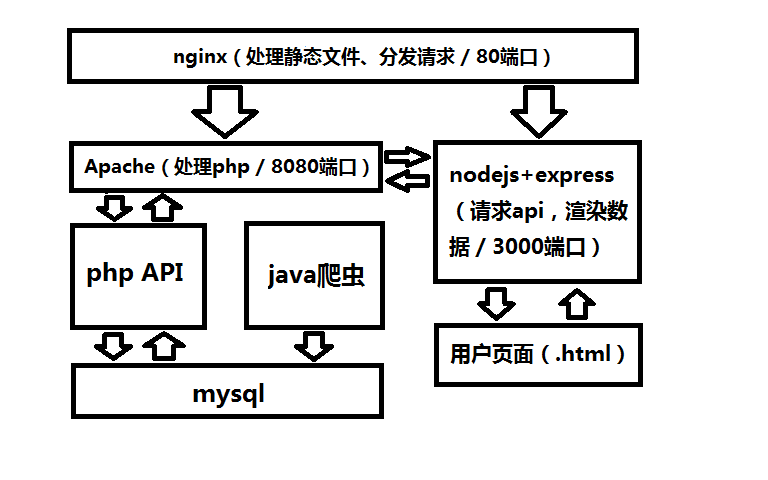 nginx（处理静态文件、分发请求 / 80端口）
Apache（处理php / 8080端口）
nodejs+express
（请求api，渲染数
据 / 3000端口）
php API
java爬虫
用户页面（.html）
mysql